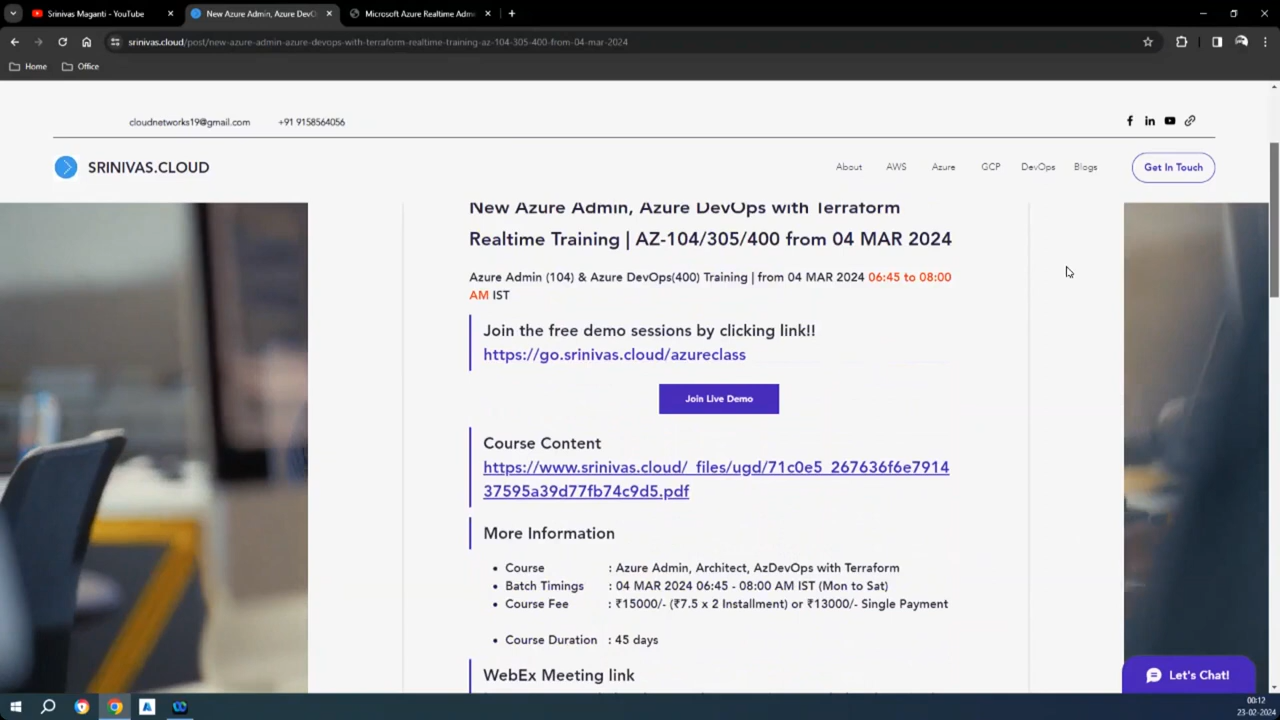 Srinivas Maganti - YouTube
New Azure Admin, Azure DevO
Microsoft Azure Realtime Admi
srinivas.cloud/post/new-azure-admin-azure-devops-with-terraform-realtime-training-az-104-305-400-from-04-mar-2024
Home
Office
cloudnetworks19@gmail.com
+91 9158564056
SRINIVAS.CLOUD
About
AWS
Azure
GCP
DevOps
Blogs
Get In Touch
New Azure Admin, Azure DevOps with Terraform
Realtime Training | AZ-104/305/400 from 04 MAR 2024
Azure Admin (104) & Azure DevOps(400) Training | from 04 MAR 2024 06:45 to 08:00
AM IST
Join the free demo sessions by clicking link!!
https://go.srinivas.cloud/azureclass
Join Live Demo
Course Content
https://www.srinivas.cloud/_files/ugd/71c0e5_267636f6e7914
37595a39d77fb74c9d5.pdf
More Information
Course : Azure Admin, Architect, AzDevOps with Terraform
Batch Timings : 04 MAR 2024 06:45 - 08:00 AM IST (Mon to Sat)
Course Fee : ₹15000/- (₹7.5 x 2 Installment) or ₹13000/- Single Payment
Course Duration : 45 days
WebEx Meeting link
Let's Chat!
00:12
23-02-2024